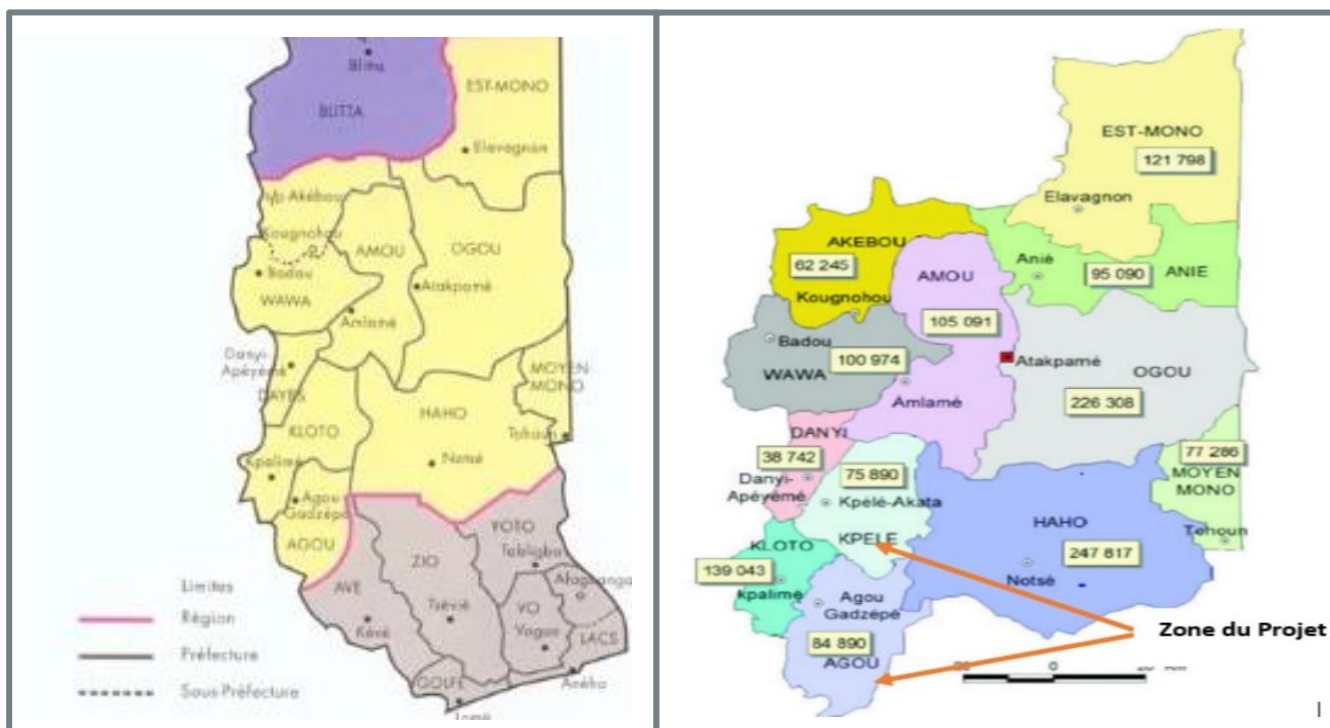 Blitta
BLITTA
EST-MONO
Elavagnon
Kougnohou
Badou
WAWA
AMOU
OGOU
Atakpamé
Amlamé
Danyi-
Apéyémé
DAYES
KLOTO
Kpalimé
Agou
Gadzépé
AGOU
HAHO
Notsé
MOYEN-
MONO
Tohoun
AVE
Kévé
ZIO
Tsévié
YOTO
Tabligbo
VO
Vogan
Afagnanga
LACS
Aného
GOLFE
Lomé
Limites
Région
Préfecture
Sous-Préfecture
EST-MONO
121 798
Elavagnon
AKEBOU
62 245
Kougnohou
AMOU
105 091
Anié
95 090
ANIE
Badou
100 974
WAWA
Atakpamé
OGOU
226 308
Amlamé
DANYI
38 742
Danyi-
Apéyémé
75 890
Kpélé-Akata
KPELE
77 286
MOYEN
MONO
Tehoun
HAHO
247 817
Notsé
KLOTO
139 043
Kpalimé
Agou
Gadzépé
84 890
AGOU
Zone du Projet
0